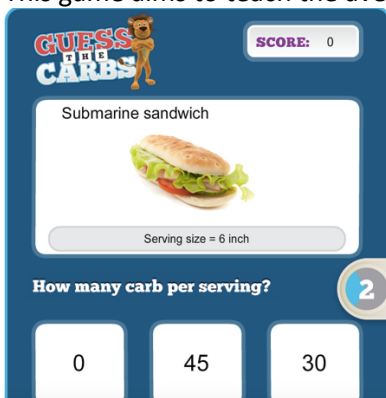 GUESS
THE
CARBS
SCORE: 0
Submarine sandwich
Serving size = 6 inch
How many carb per serving?
2
0 45 30